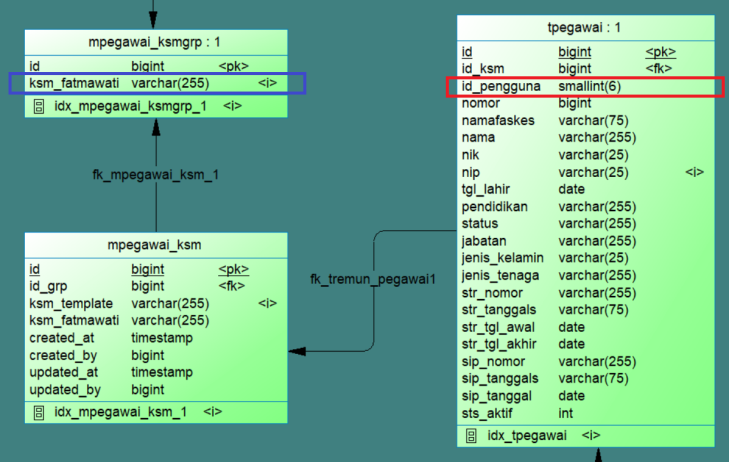 mpegawai_ksmgrp : 1
id bigint <pk>
ksm_fatmawati varchar(255) <i>
idx_mpegawai_ksmgrp_1 <i>
fk_mpegawai_ksm_1
mpegawai_ksm
id bigint <pk>
id_grp bigint <fk>
ksm_template varchar(255) <i>
ksm_fatmawati varchar(255)
created_at timestamp
created_by bigint
updated_at timestamp
updated_by bigint
idx_mpegawai_ksm_1 <i>
fk_tremun_pegawai1
tpegawai : 1
id bigint <pk>
id_ksm bigint <fk>
id_pengguna smallint(6)
nomor bigint
namafaskes varchar(75)
nama varchar(255)
nik varchar(25)
nip varchar(25) <i>
tgl_lahir date
pendidikan varchar(255)
status varchar(255)
jabatan varchar(255)
jenis_kelamin varchar(25)
jenis_tenaga varchar(255)
str_nomor varchar(255)
str_tanggals varchar(75)
str_tgl_awal date
str_tgl_akhir date
sip_nomor varchar(255)
sip_tanggals varchar(75)
sip_tanggal date
sts_aktif int
idx_tpegawai <i>